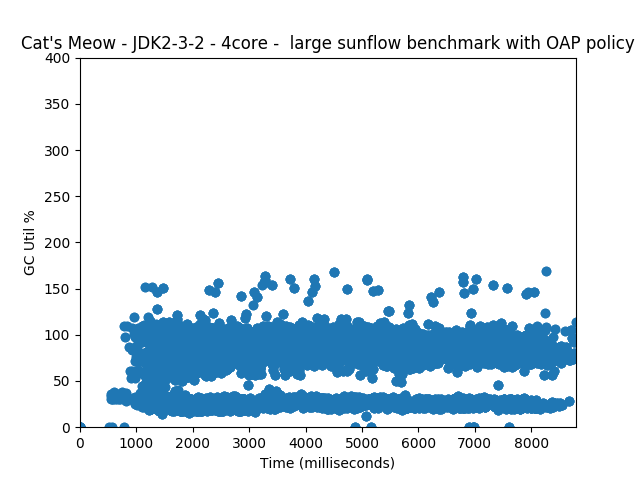 Cat's Meow - JDK2-3-2 - 4core -  large sunflow benchmark with OAP policy
400
350
300
250
200
150
100
50
0
GC Util %
0 1000 2000 3000 4000 5000 6000 7000 8000
Time (milliseconds)